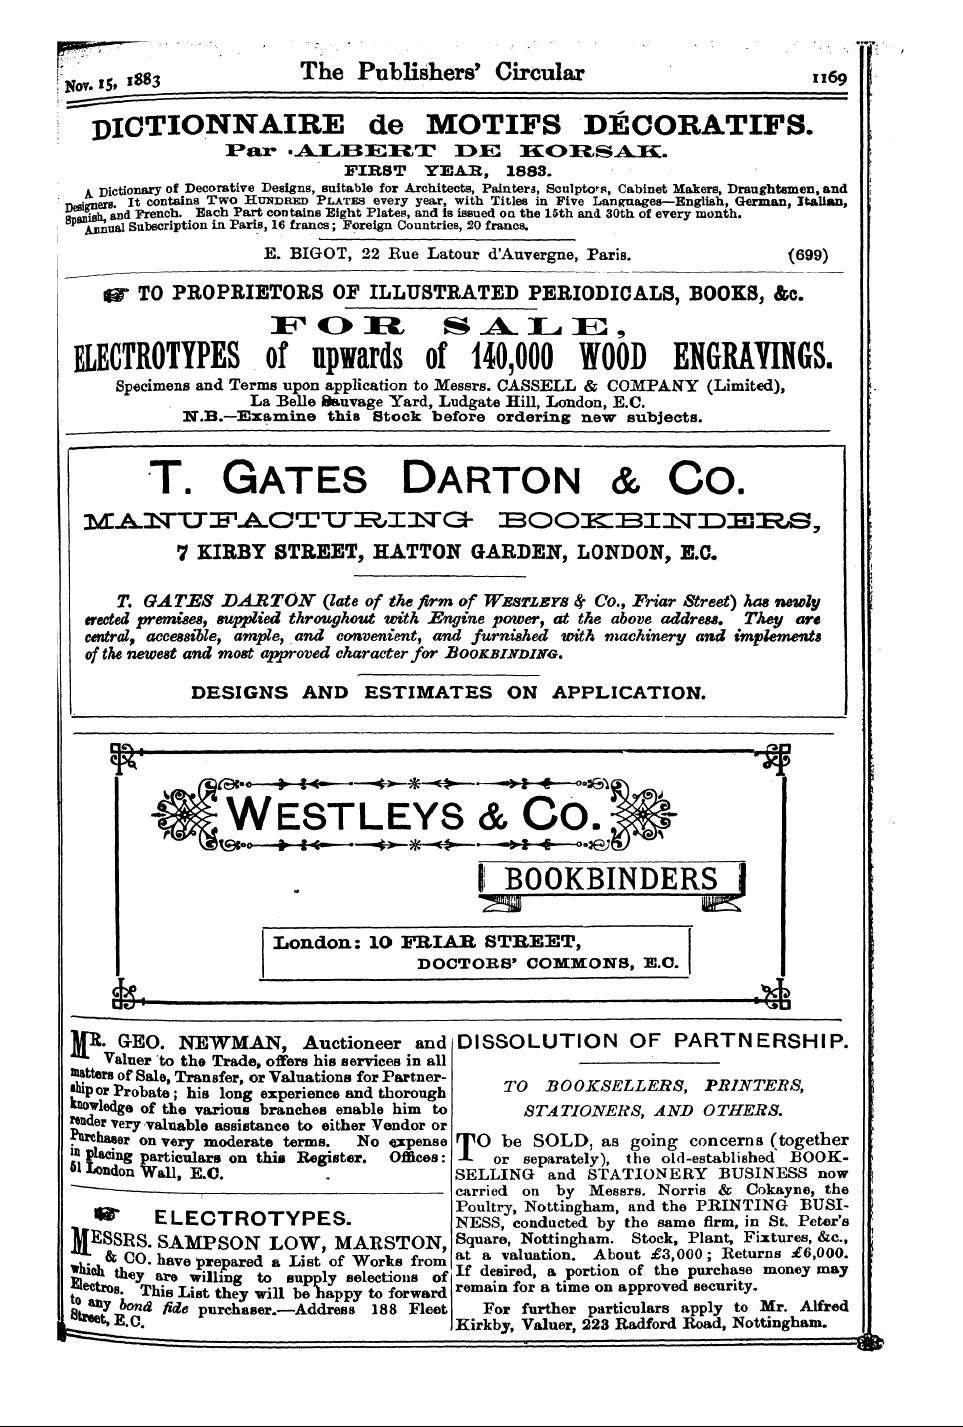 Nov. 15, 1883 The Publishers' Circular 1169
DICTIONNAIRE de MOTIFS DÉCORATIFS.
Par ALBERT DE KORSAK.
FIRST YEAR, 1883.
A Dictionary of Decorative Designs, suitable for Architects, Painters, Sculptors, Cabinet Makers, Draughtsmen, and
Designers. It contains TWO HUNDRED PLATES every year, with Titles in Five Languages—English, German, Italian,
Spanish, and French. Each Part contains Eight Plates, and is issued on the 15th and 30th of every month.
Annual Subscription in Paris, 16 francs; Foreign Countries, 20 francs.
E. BIGOT, 22 Rue Latour d'Auvergne, Paris. (699)
☞ TO PROPRIETORS OF ILLUSTRATED PERIODICALS, BOOKS, &c.
FOR SALE,
ELECTROTYPES of upwards of 140,000 WOOD ENGRAVINGS.
Specimens and Terms upon application to Messrs. CASSELL & COMPANY (Limited),
La Belle Sauvage Yard, Ludgate Hill, London, E.C.
N.B.—Examine this Stock before ordering new subjects.
T. GATES DARTON & CO.
MANUFACTURING BOOKBINDERS,
7 KIRBY STREET, HATTON GARDEN, LONDON, E.C.
T. GATES DARTON (late of the firm of WESTLEYS & Co., Friar Street) has newly
erected premises, supplied throughout with Engine power, at the above address. They are
central, accessible, ample, and convenient, and furnished with machinery and implements
of the newest and most approved character for BOOKBINDING.
DESIGNS AND ESTIMATES ON APPLICATION.
WESTLEYS & CO.
BOOKBINDERS
London: 10 FRIAR STREET,
DOCTORS' COMMONS, E.C.
MR. GEO. NEWMAN, Auctioneer and
Valuer to the Trade, offers his services in all
matters of Sale, Transfer, or Valuations for Partner-
ship or Probate; his long experience and thorough
knowledge of the various branches enable him to
render very valuable assistance to either Vendor or
Purchaser on very moderate terms. No expense
in placing particulars on this Register. Offices:
51 London Wall, E.C.
☞ ELECTROTYPES.
MESSRS. SAMPSON LOW, MARSTON,
& CO. have prepared a List of Works from
which they are willing to supply selections of
Electros. This List they will be happy to forward
to any bonâ fide purchaser.—Address 188 Fleet
Street, E.C.
DISSOLUTION OF PARTNERSHIP.
TO BOOKSELLERS, PRINTERS,
STATIONERS, AND OTHERS.
TO be SOLD, as going concerns (together
or separately), the old-established BOOK-
SELLING and STATIONERY BUSINESS now
carried on by Messrs. Norris & Cokayne, the
Poultry, Nottingham, and the PRINTING BUSI-
NESS, conducted by the same firm, in St. Peter's
Square, Nottingham. Stock, Plant, Fixtures, &c.,
at a valuation. About £3,000; Returns £6,000.
If desired, a portion of the purchase money may
remain for a time on approved security.
For further particulars apply to Mr. Alfred
Kirkby, Valuer, 223 Radford Road, Nottingham.